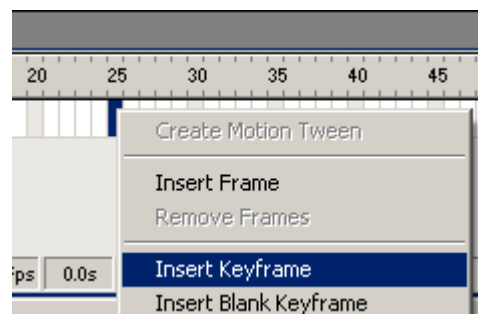 20 25 30 35 40 45
Create Motion Tween
Insert Frame
Remove Frames
ps 0.0s Insert Keyframe
Insert Blank Keyframe